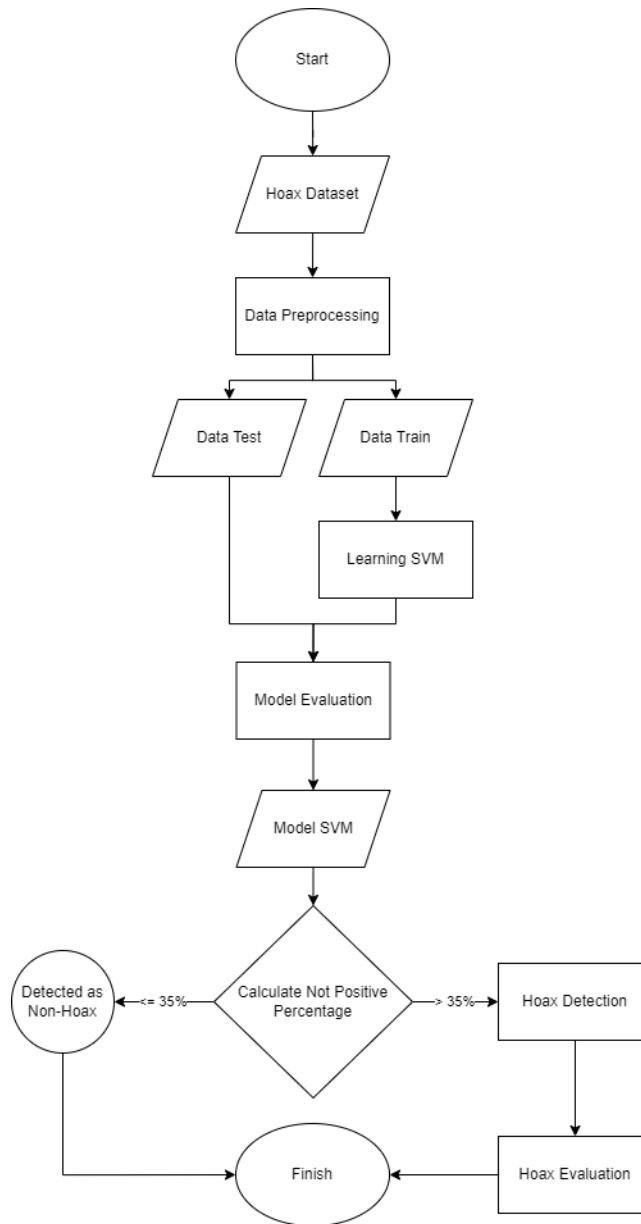 Start
Hoax Dataset
Data Preprocessing
Data Test
Data Train
Learning SVM
Model Evaluation
Model SVM
Detected as
Non-Hoax
<= 35%
Calculate Not Positive
Percentage
> 35%
Hoax Detection
Finish
Hoax Evaluation